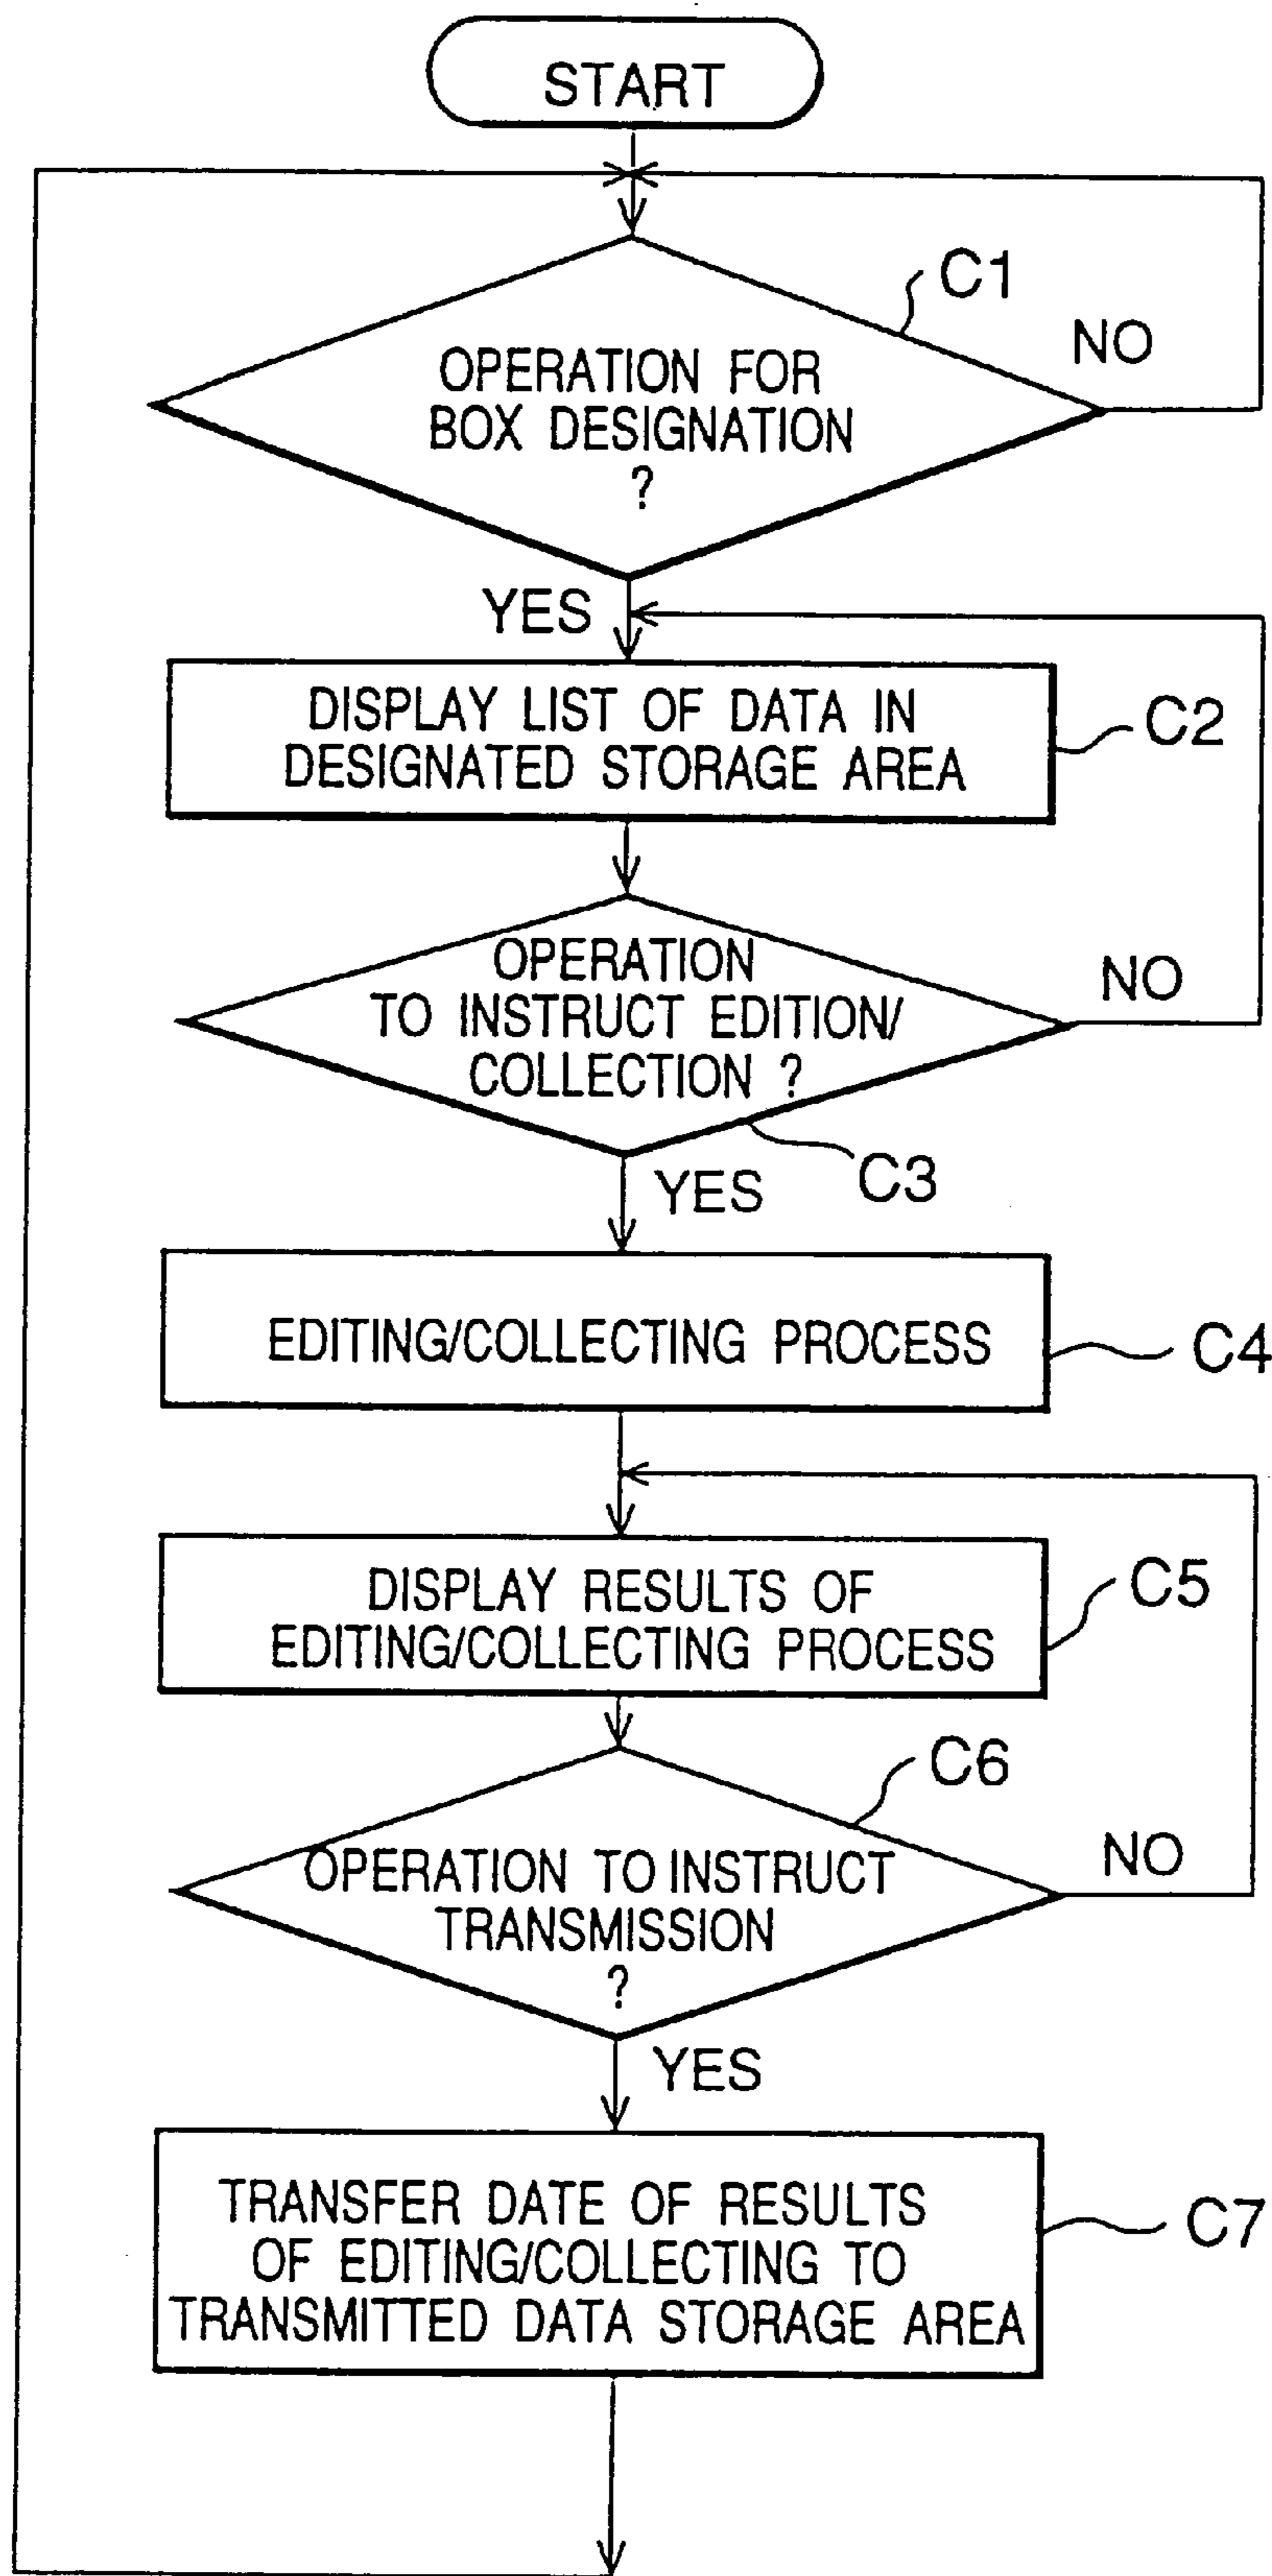 START
C1
NO
OPERATION FOR
BOX DESIGNATION
?
YES
DISPLAY LIST OF DATA IN
DESIGNATED STORAGE AREA
C2
OPERATION
TO INSTRUCT EDITION/
COLLECTION ?
NO
C3
YES
EDITING/COLLECTING PROCESS
C4
DISPLAY RESULTS OF
EDITING/COLLECTING PROCESS
C5
C6
OPERATION TO INSTRUCT
TRANSMISSION
?
NO
YES
TRANSFER DATE OF RESULTS
OF EDITING/COLLECTING TO
TRANSMITTED DATA STORAGE AREA
C7